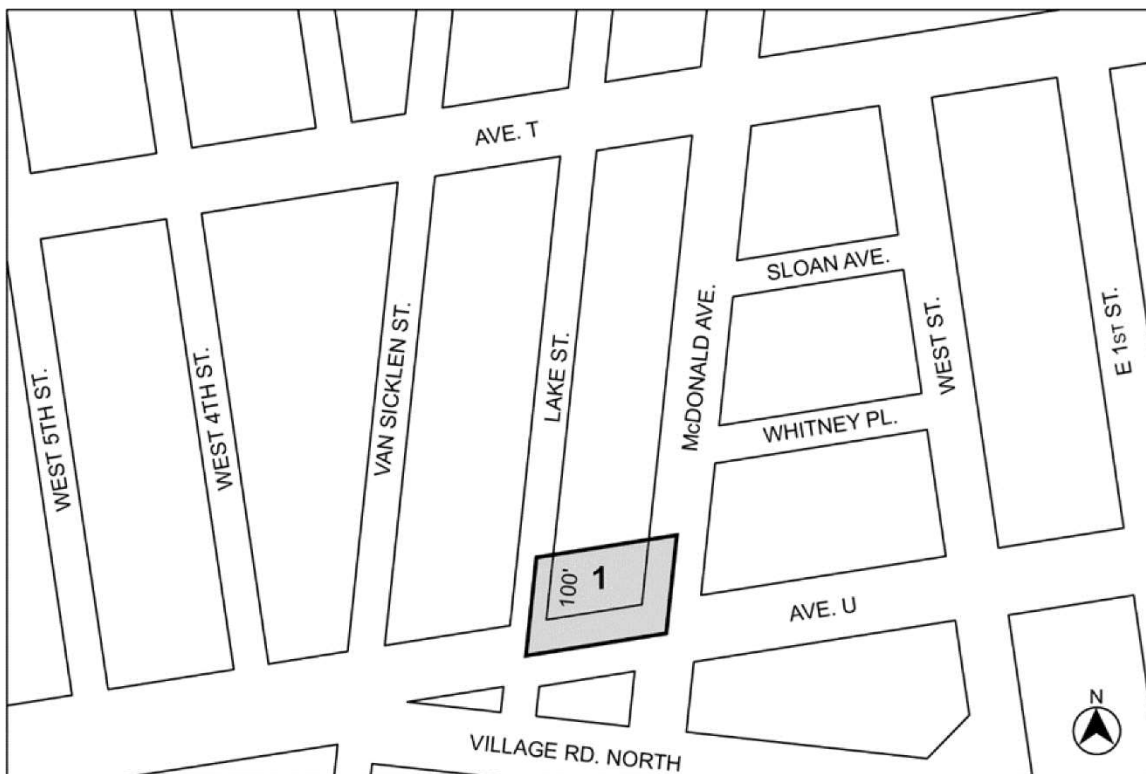 AVE. T
SLOAN AVE.
WEST 5TH ST.
WEST 4TH ST.
VAN SICKLEN ST.
LAKE ST.
McDONALD AVE.
WEST ST.
E 1ST ST.
WHITNEY PL.
100'
1
AVE. U
VILLAGE RD. NORTH
N